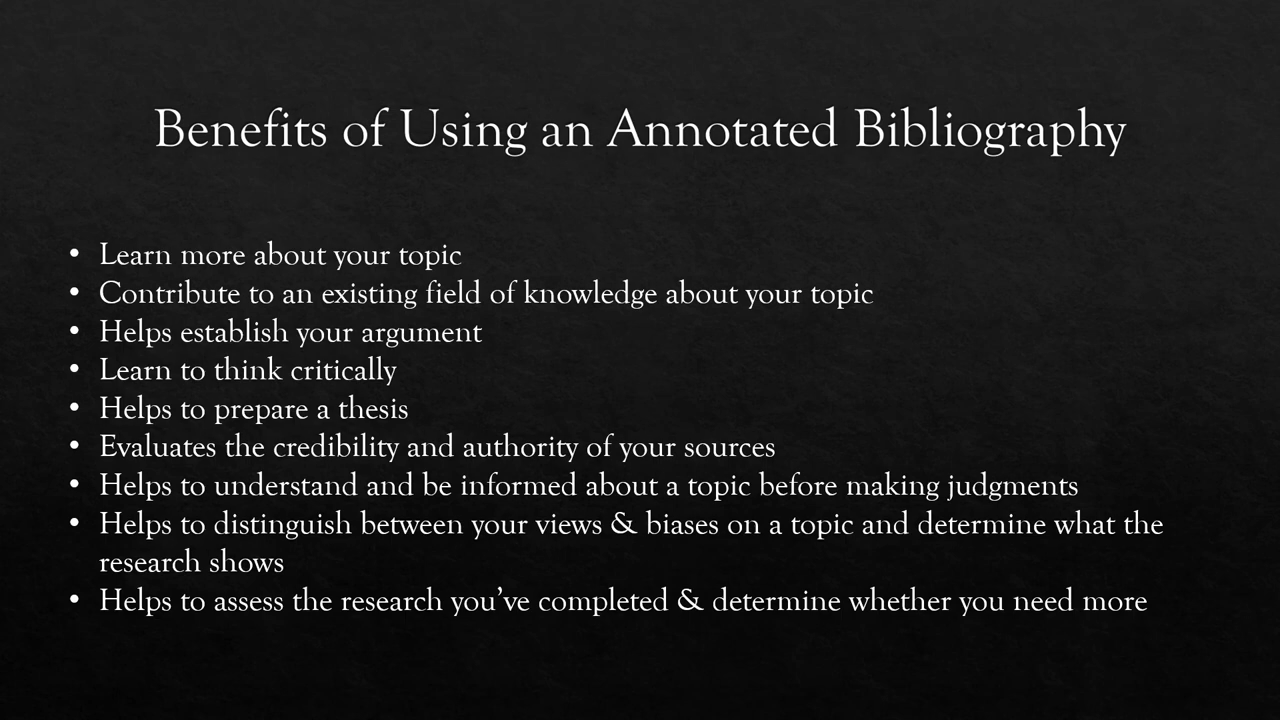 Benefits of Using an Annotated Bibliography
• Learn more about your topic
• Contribute to an existing field of knowledge about your topic
• Helps establish your argument
• Learn to think critically
• Helps to prepare a thesis
• Evaluates the credibility and authority of your sources
• Helps to understand and be informed about a topic before making judgments
• Helps to distinguish between your views & biases on a topic and determine what the
research shows
• Helps to assess the research you’ve completed & determine whether you need more